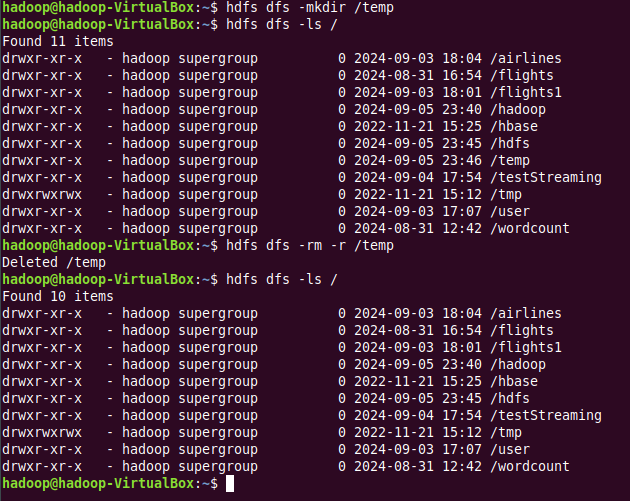 hadoop@hadoop-VirtualBox:~$ hdfs dfs -mkdir /temp
hadoop@hadoop-VirtualBox:~$ hdfs dfs -ls /
Found 11 items
drwxr-xr-x   - hadoop supergroup          0 2024-09-03 18:04 /airlines
drwxr-xr-x   - hadoop supergroup          0 2024-08-31 16:54 /flights
drwxr-xr-x   - hadoop supergroup          0 2024-09-03 18:01 /flights1
drwxr-xr-x   - hadoop supergroup          0 2024-09-05 23:40 /hadoop
drwxr-xr-x   - hadoop supergroup          0 2022-11-21 15:25 /hbase
drwxr-xr-x   - hadoop supergroup          0 2024-09-05 23:45 /hdfs
drwxr-xr-x   - hadoop supergroup          0 2024-09-05 23:46 /temp
drwxr-xr-x   - hadoop supergroup          0 2024-09-04 17:54 /testStreaming
drwxrwxrwx   - hadoop supergroup          0 2022-11-21 15:12 /tmp
drwxr-xr-x   - hadoop supergroup          0 2024-09-03 17:07 /user
drwxr-xr-x   - hadoop supergroup          0 2024-08-31 12:42 /wordcount
hadoop@hadoop-VirtualBox:~$ hdfs dfs -rm -r /temp
Deleted /temp
hadoop@hadoop-VirtualBox:~$ hdfs dfs -ls /
Found 10 items
drwxr-xr-x   - hadoop supergroup          0 2024-09-03 18:04 /airlines
drwxr-xr-x   - hadoop supergroup          0 2024-08-31 16:54 /flights
drwxr-xr-x   - hadoop supergroup          0 2024-09-03 18:01 /flights1
drwxr-xr-x   - hadoop supergroup          0 2024-09-05 23:40 /hadoop
drwxr-xr-x   - hadoop supergroup          0 2022-11-21 15:25 /hbase
drwxr-xr-x   - hadoop supergroup          0 2024-09-05 23:45 /hdfs
drwxr-xr-x   - hadoop supergroup          0 2024-09-04 17:54 /testStreaming
drwxrwxrwx   - hadoop supergroup          0 2022-11-21 15:12 /tmp
drwxr-xr-x   - hadoop supergroup          0 2024-09-03 17:07 /user
drwxr-xr-x   - hadoop supergroup          0 2024-08-31 12:42 /wordcount
hadoop@hadoop-VirtualBox:~$